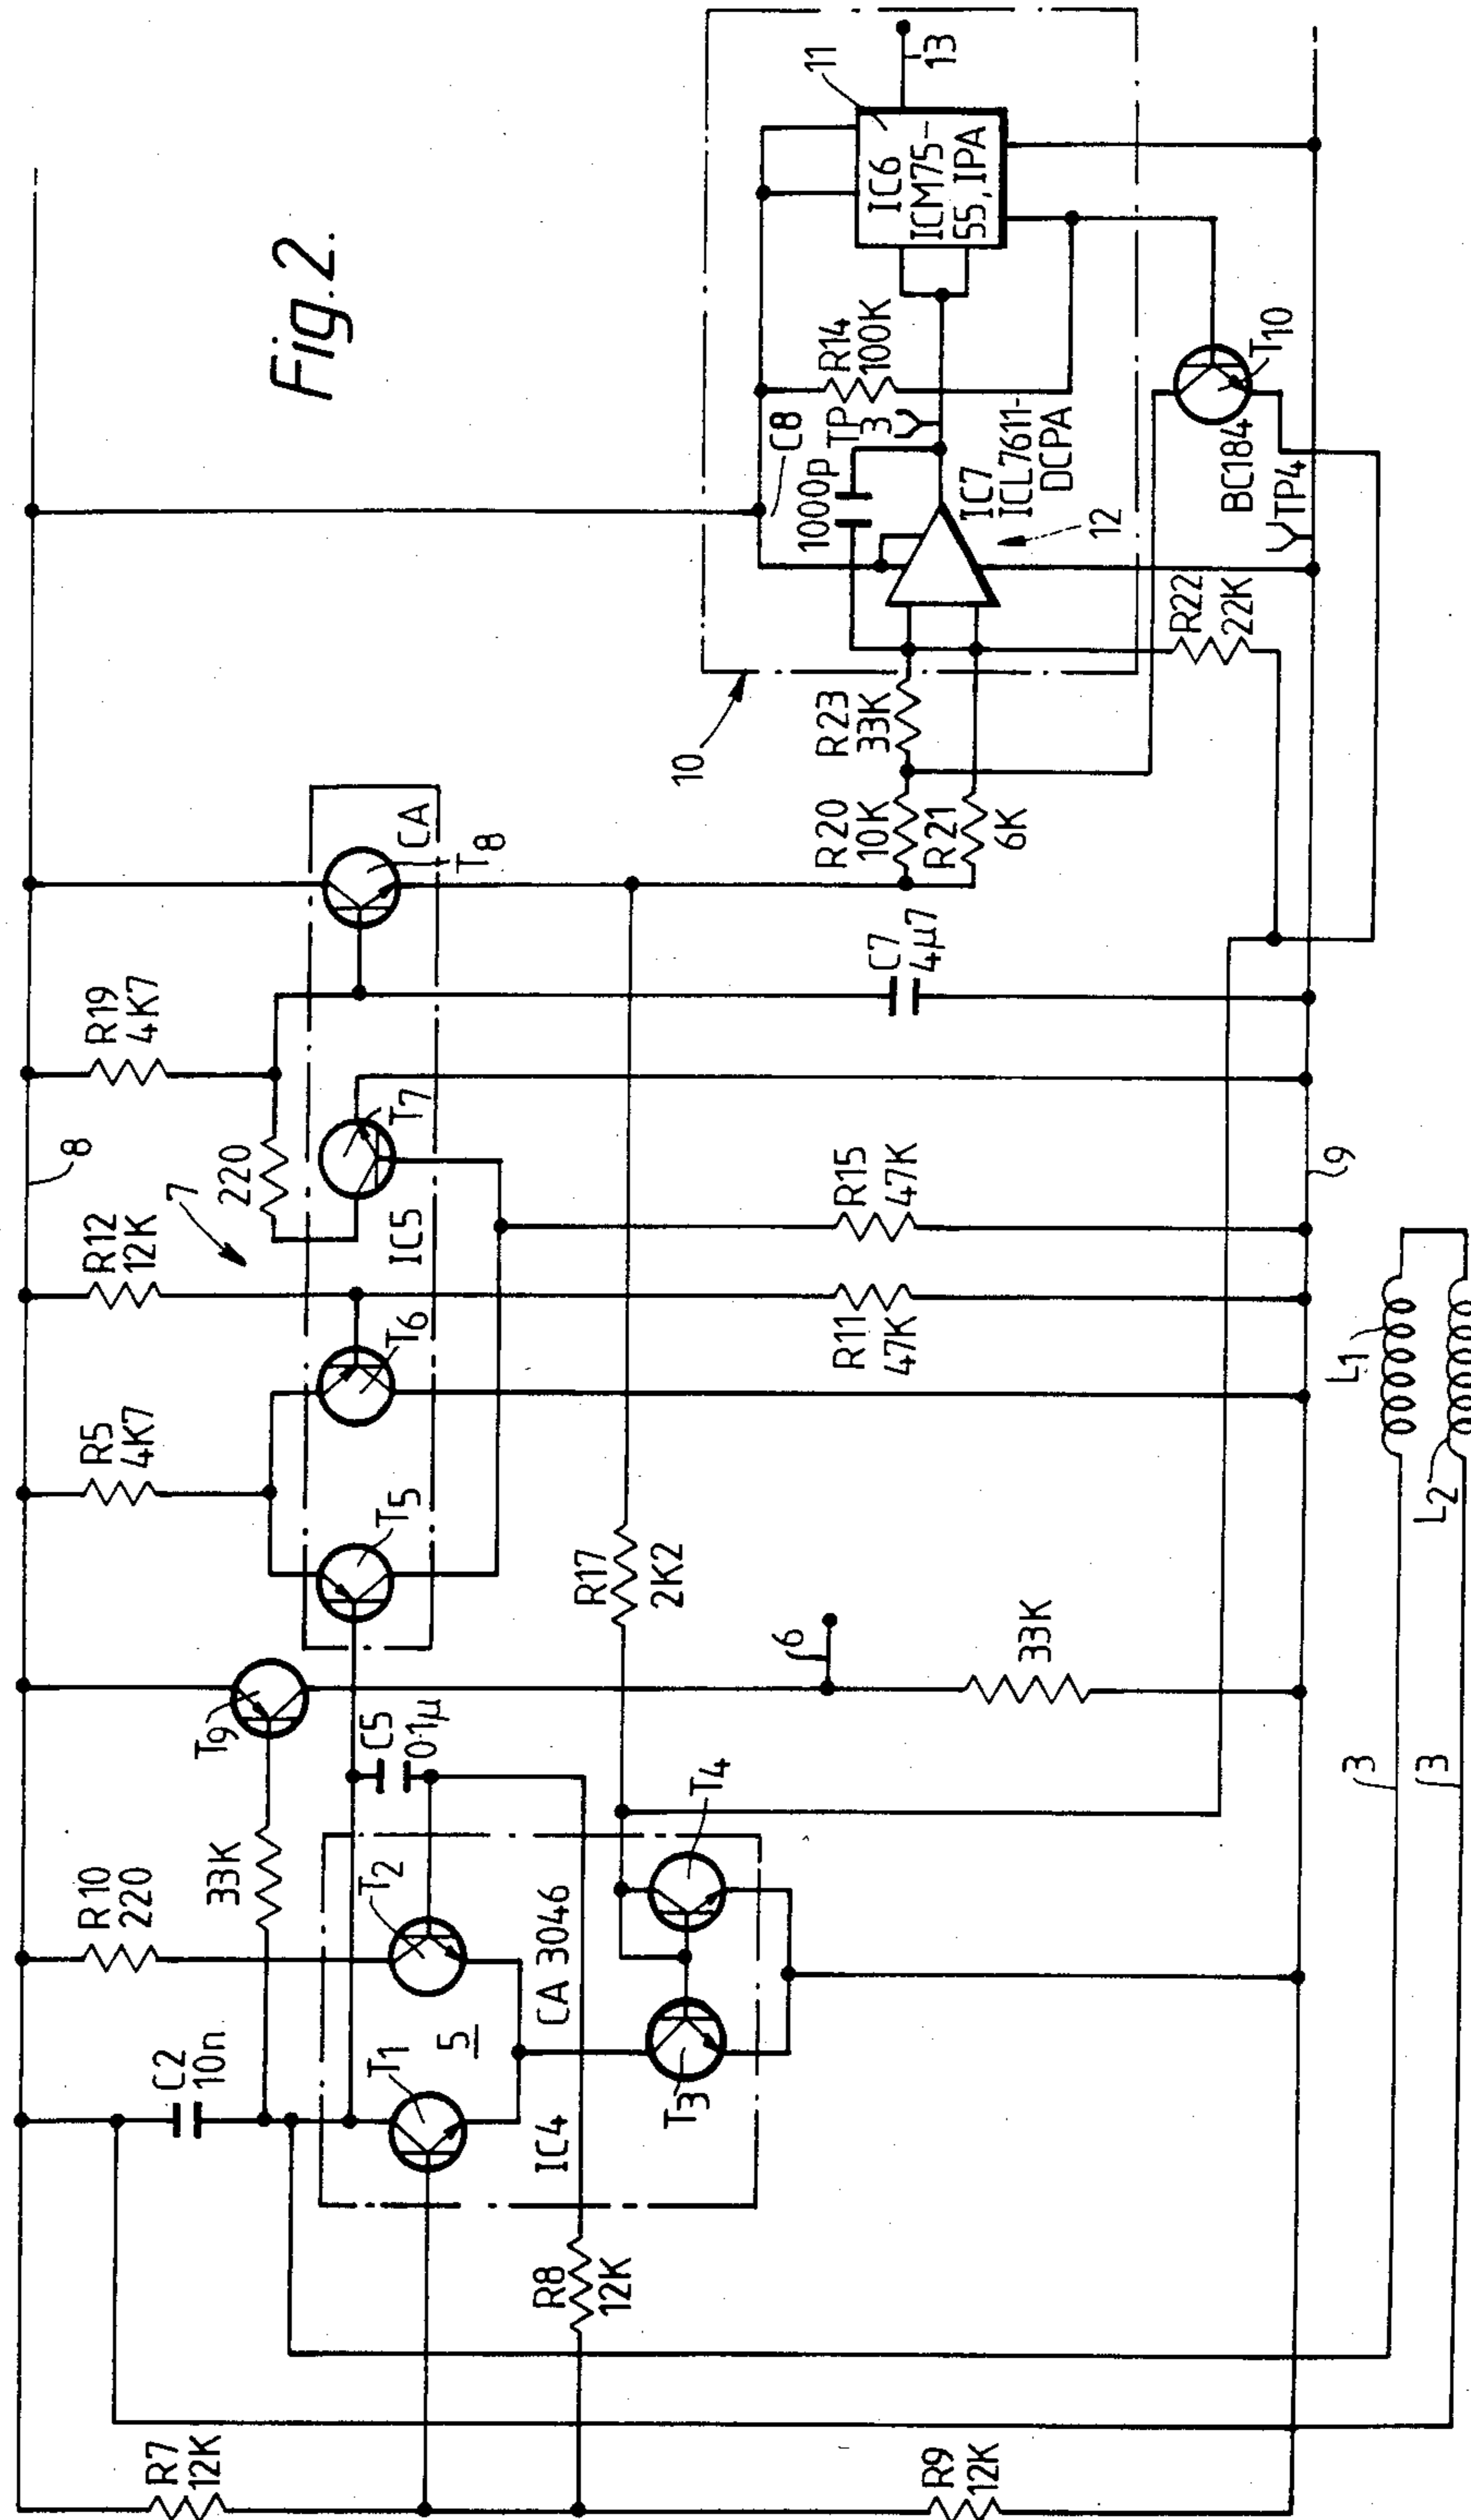 Fig. 2.
R7
12K
C2
10n
R10
220
33K
T9
R5
4K7
R12
12K
7
220
R19
4K7
8
T1
5
T2
IC4
CA 3046
C5
0·1μ
T5
T6
IC5
T7
CA
T8
R8
12K
T3
T4
R17
2K2
6
33K
R11
47K
R15
47K
C7
4μ7
R9
12K
3
3
L1
L2
9
10
R20
10K
R21
6K
R23
33K
C8
1000p
TP
3
R14
100K
IC7
ICL7611-
DCPA
12
IC6
ICM75-
55, IPA
11
13
R22
22K
BC184
TP4
T10